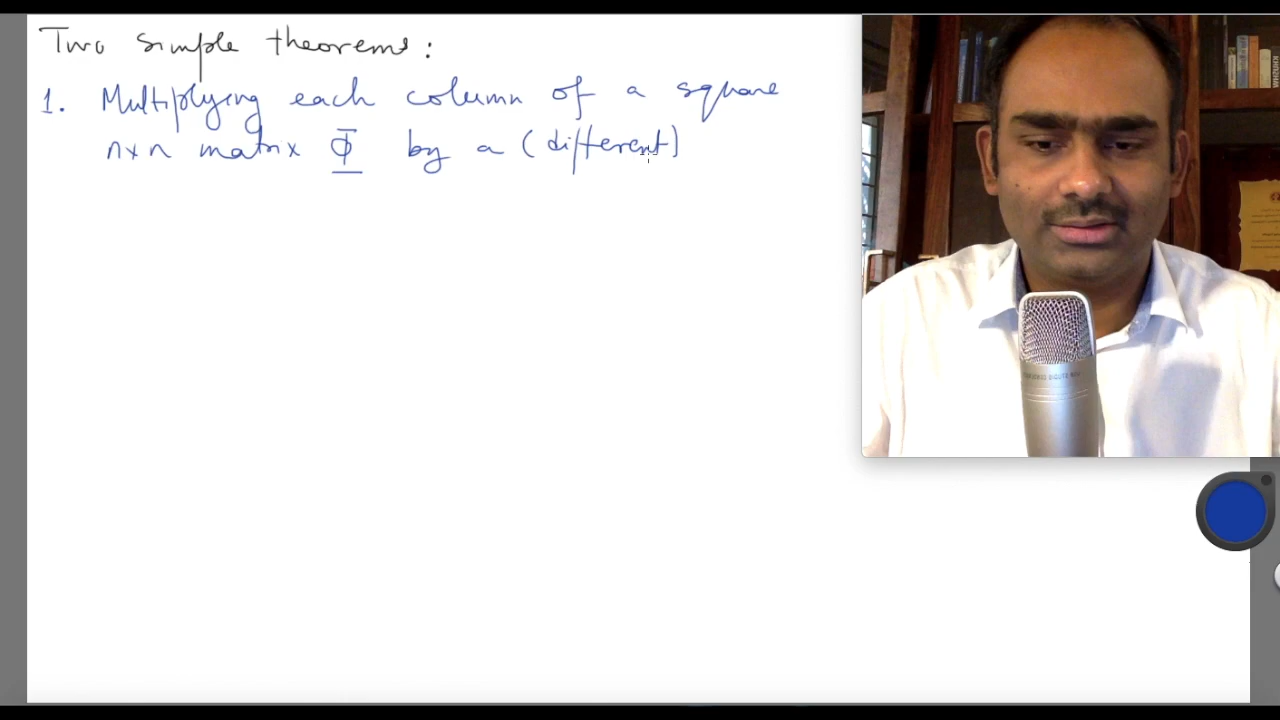 Two simple theorems:
1. Multiplying each column of a square
n×n matrix Φ by a (different)